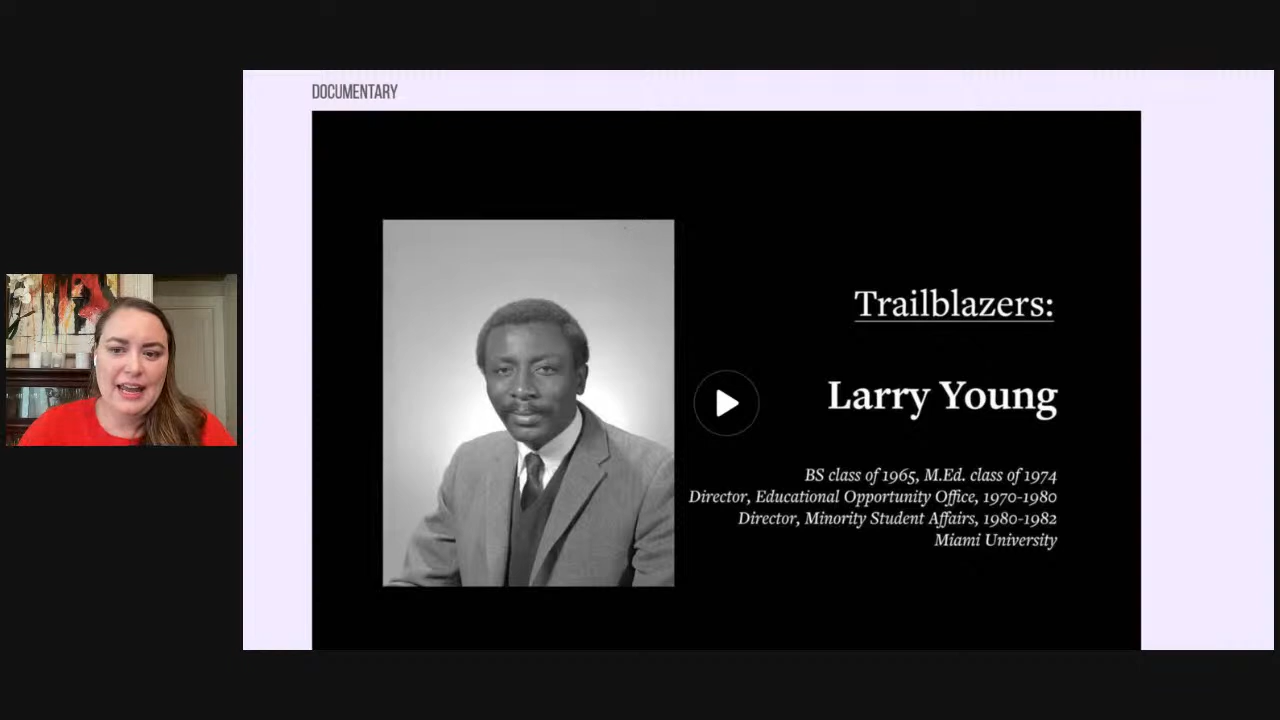 DOCUMENTARY
Trailblazers:
Larry Young
BS class of 1965, M.Ed. class of 1974
Director, Educational Opportunity Office, 1970-1980
Director, Minority Student Affairs, 1980-1982
Miami University